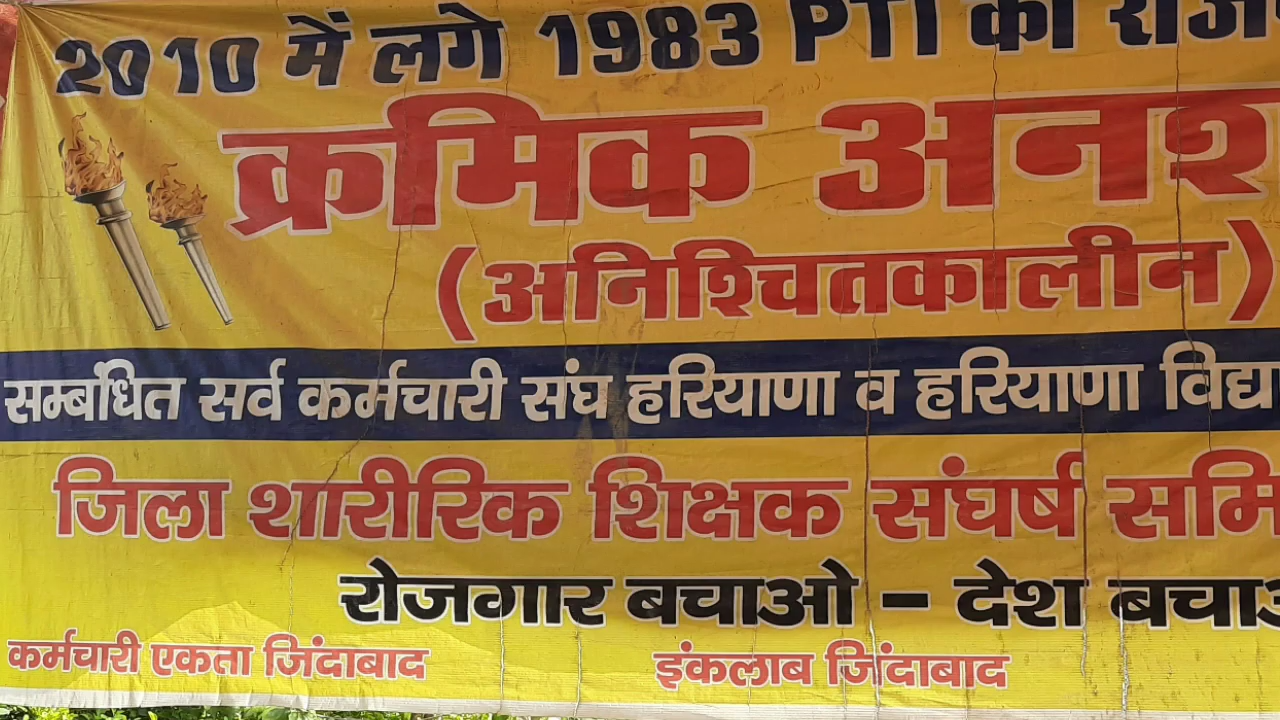 2010 में लगे 1983 PTI की
क्रमिक
(अनिश्चितकालीन)
सम्बंधित सर्व कर्मचारी संघ हरियाणा व हरियाणा
जिला शारीरिक शिक्षक संघर्ष
रोजगार बचाओ – देश
कर्मचारी एकता जिंदाबाद इंकलाब जिंदाबाद